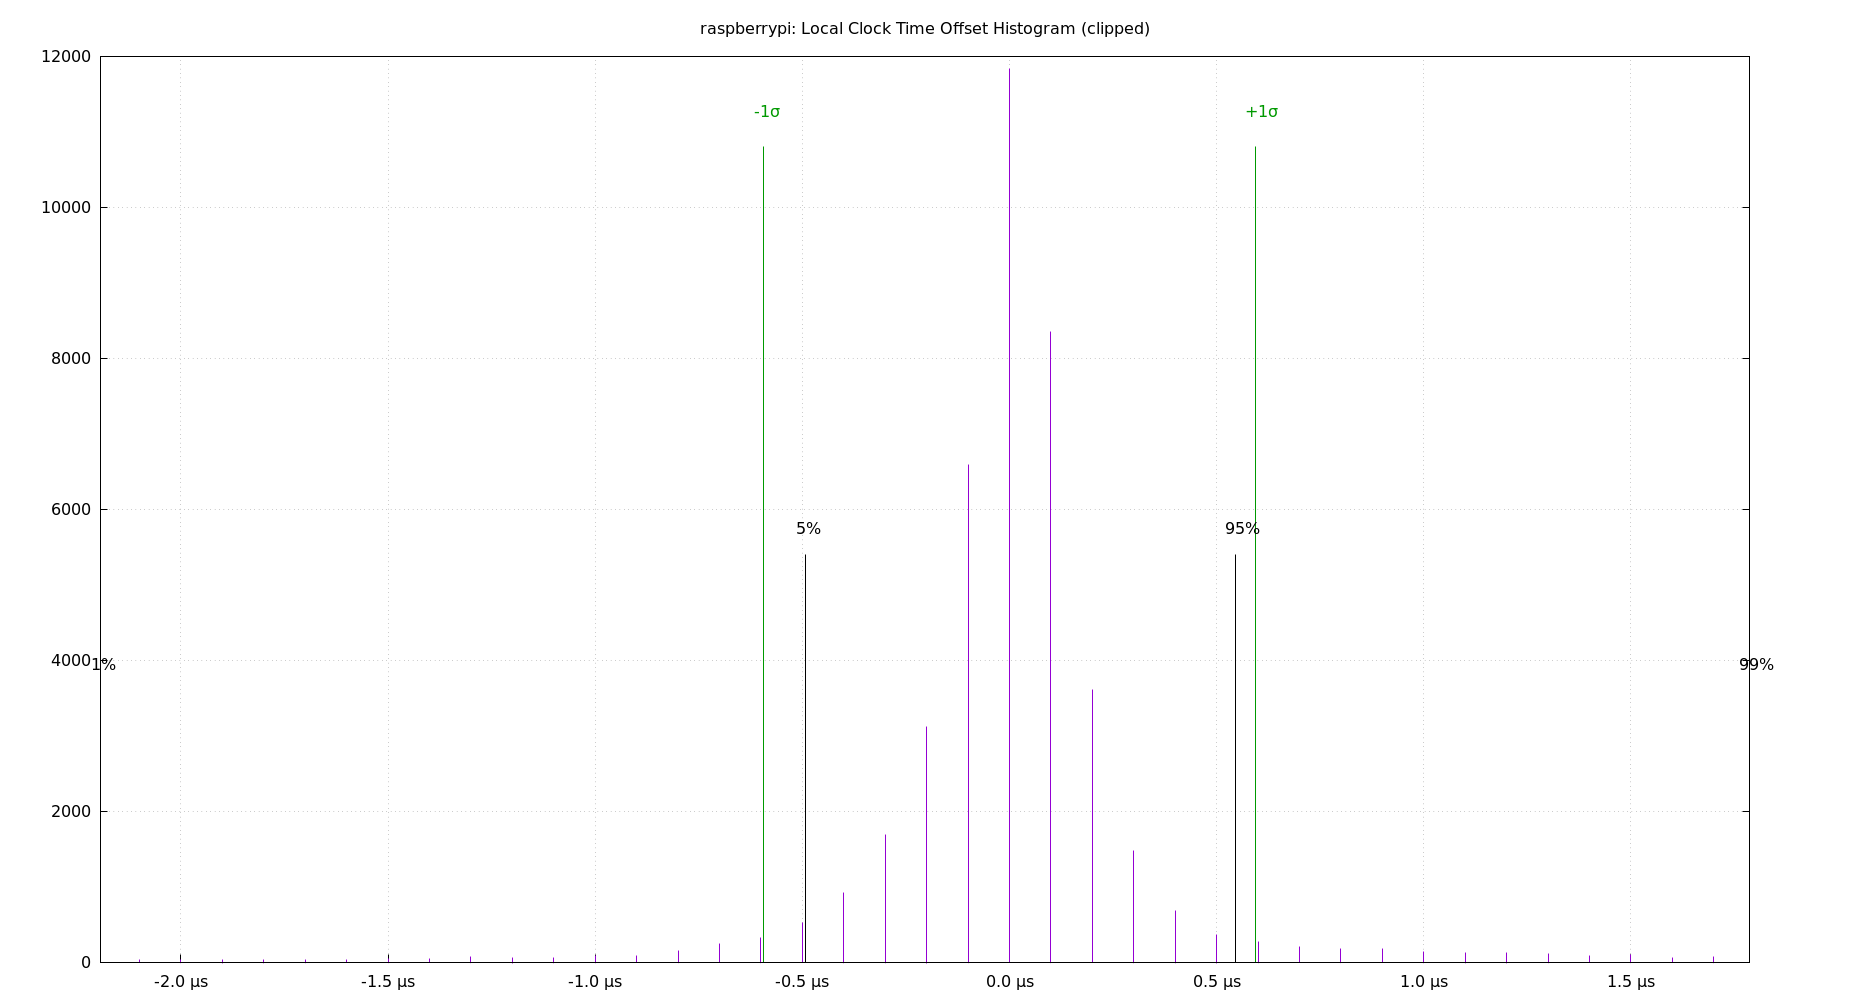 raspberrypi: Local Clock Time Offset Histogram (clipped)
12000
-1σ +1σ
10000
8000
6000
5% 95%
4000 1% 99%
2000
0
-2.0 µs -1.5 µs -1.0 µs -0.5 µs 0.0 µs 0.5 µs 1.0 µs 1.5 µs